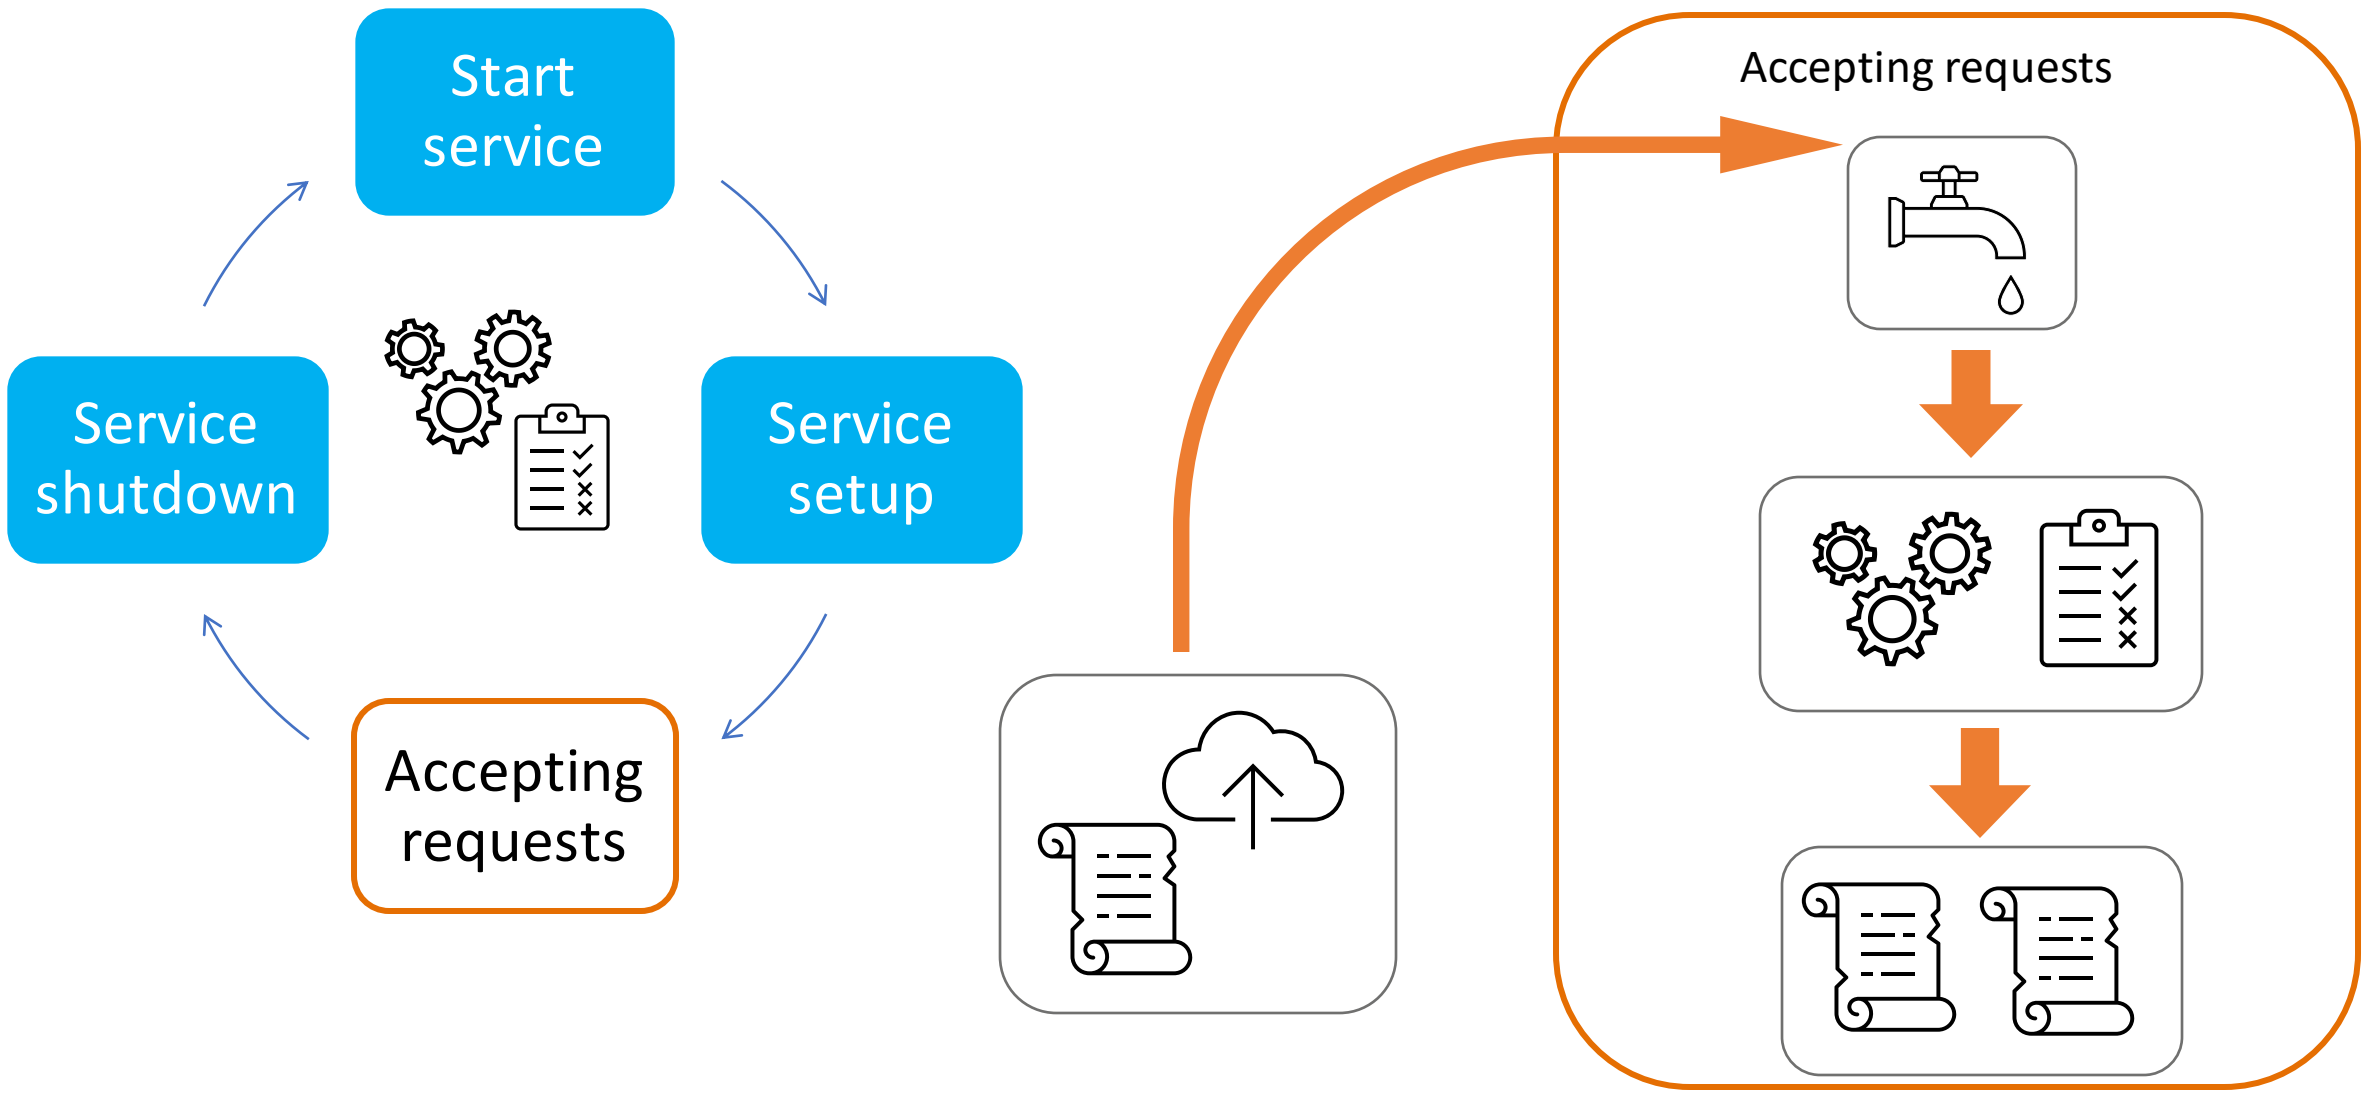 Start
service
Service
setup
Accepting
requests
Service
shutdown
Accepting requests